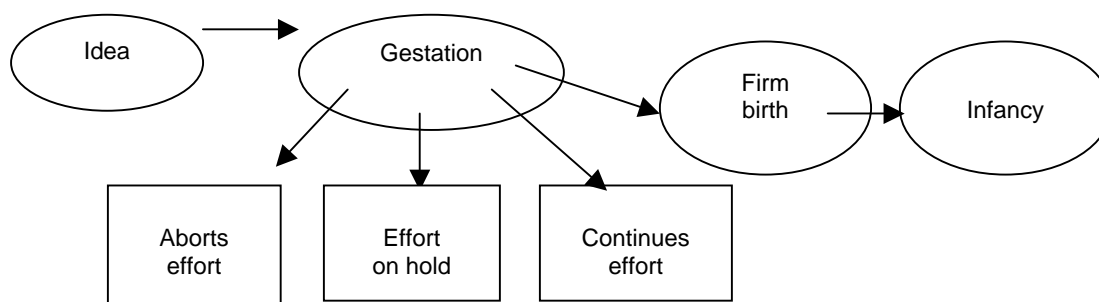 Idea
Gestation
Firm
birth
Infancy
Aborts
effort
Effort
on hold
Continues
effort